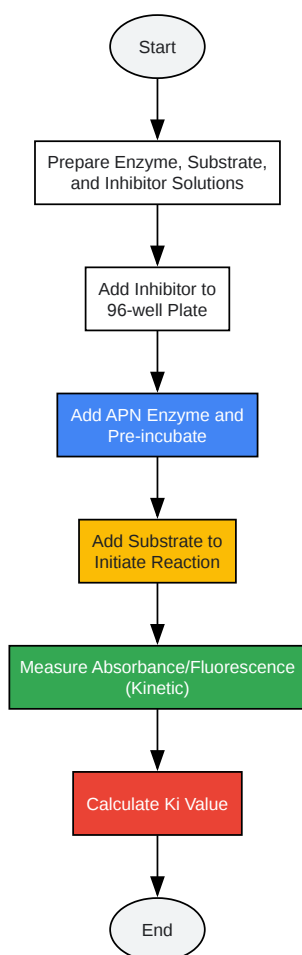 Start
Prepare Enzyme, Substrate,
and Inhibitor Solutions
Add Inhibitor to
96-well Plate
Add APN Enzyme and
Pre-incubate
Add Substrate to
Initiate Reaction
Measure Absorbance/Fluorescence
(Kinetic)
Calculate Ki Value
End